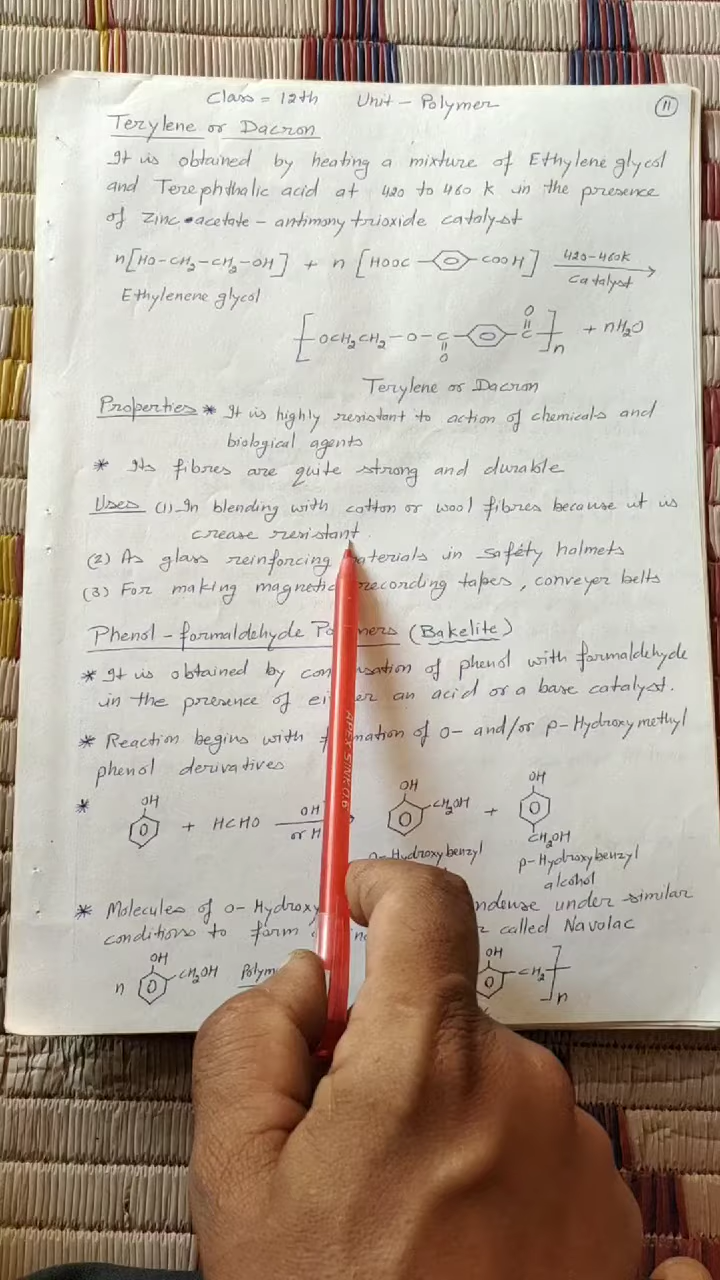 Class = 12th Unit - Polymer 11
Terylene or Dacron
It is obtained by heating a mixture of Ethylene glycol
and Terephthalic acid at 420 to 460 K in the presence
of zinc acetate - antimony trioxide catalyst
n[HO-CH₂-CH₂-OH] + n [HOOC - -COOH] 420-460K Catalyst
Ethylenene glycol
[OCH₂CH₂-O-C(=O)- -C(=O)]n + nH₂O
Terylene or Dacron
Properties * It is highly resistant to action of chemicals and
biological agents
* Its fibres are quite strong and durable
Uses (1) In blending with cotton or wool fibres because it is
crease resistant
(2) As glass reinforcing materials in safety halmets
(3) For making magnetic recording tapes, conveyer belts
Phenol - formaldehyde Polymers (Bakelite)
* It is obtained by condensation of phenol with formaldehyde
in the presence of either an acid or a base catalyst.
* Reaction begins with formation of o- and/or p-Hydroxymethyl
phenol derivatives
* OH + HCHO OH or H OH CH₂OH + OH CH₂OH
o-Hydroxybenzyl p-Hydroxybenzyl
alcohol
* Molecules of o-Hydroxy ndense under similar
conditions to form called Navolac
n OH CH₂OH Polym OH CH₂]n
APEX SINK 0.6